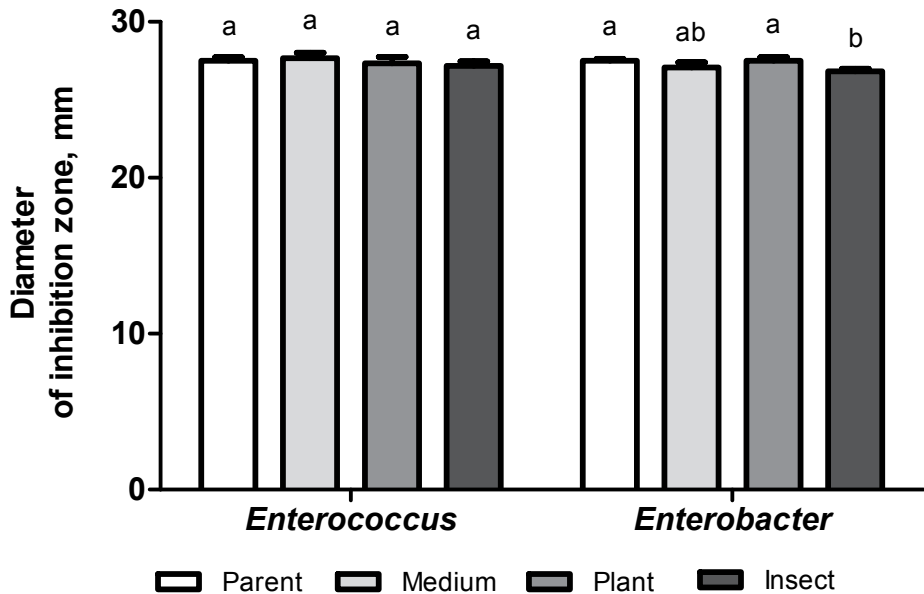 30
20
10
0
Diameter
of inhibition zone, mm
a a a a a ab a b
Enterococcus Enterobacter
Parent Medium Plant Insect